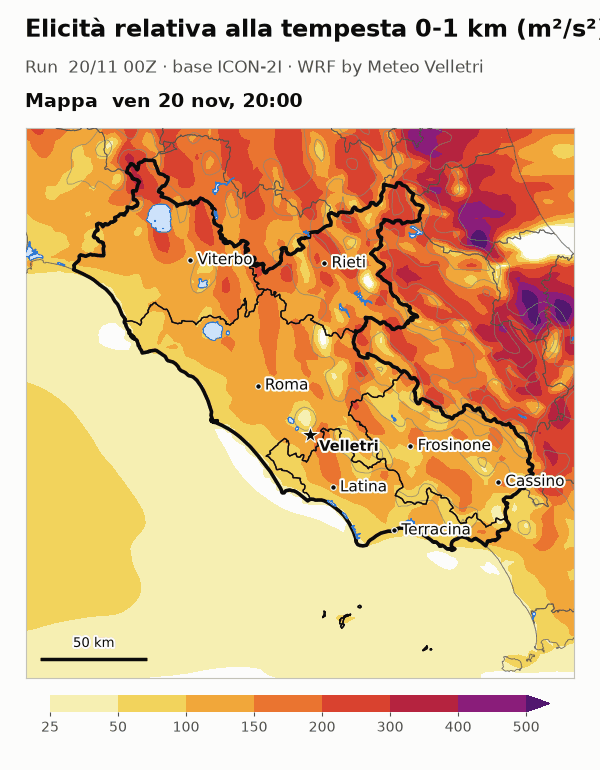 Elicità relativa alla tempesta 0-1 km (m²/s²)
Run  20/11 00Z · base ICON-2I · WRF by Meteo Velletri
Mappa  ven 20 nov, 20:00
Viterbo
Rieti
Roma
Velletri
Frosinone
Cassino
Latina
Terracina
50 km
25 50 100 150 200 300 400 500